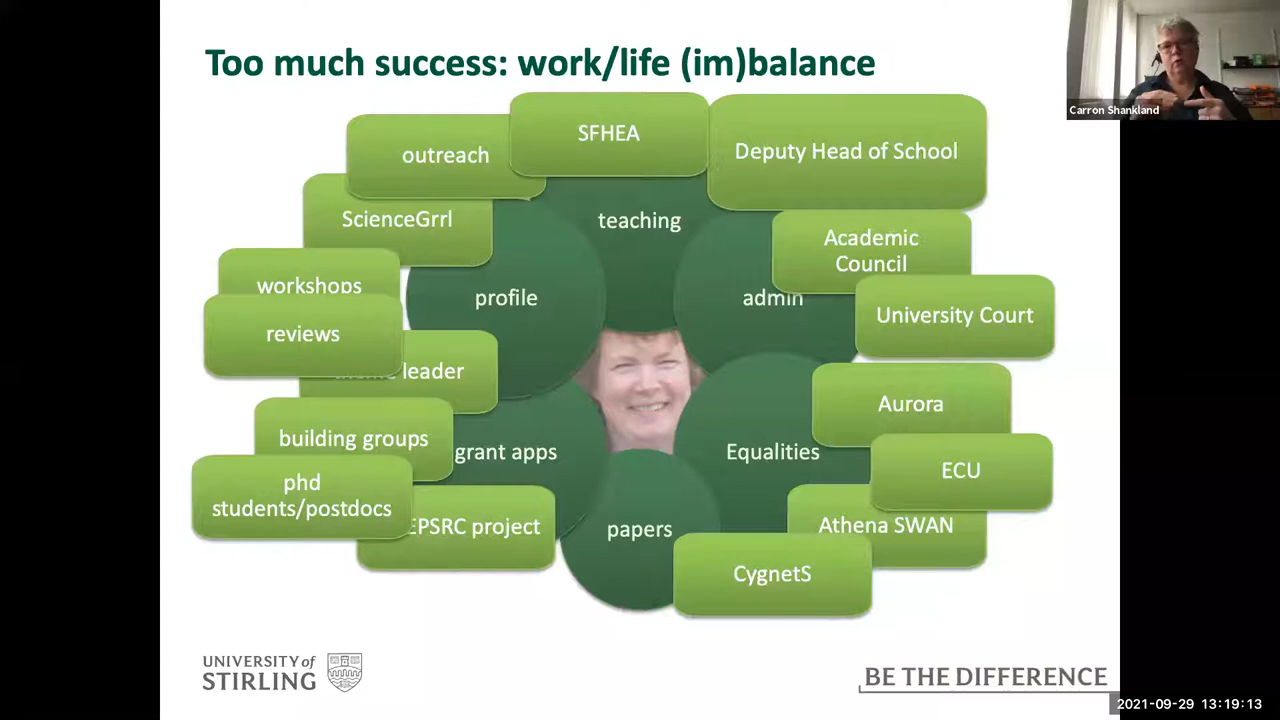 Too much success: work/life (im)balance
Carron Shankland
SFHEA
outreach
Deputy Head of School
ScienceGrrl
teaching
Academic
Council
workshops
profile
admin
University Court
reviews
leader
Aurora
building groups
grant apps
Equalities
ECU
phd
students/postdocs
EPSRC project
papers
Athena SWAN
CygnetS
UNIVERSITY of
STIRLING
BE THE DIFFERENCE
2021-09-29 13:19:13